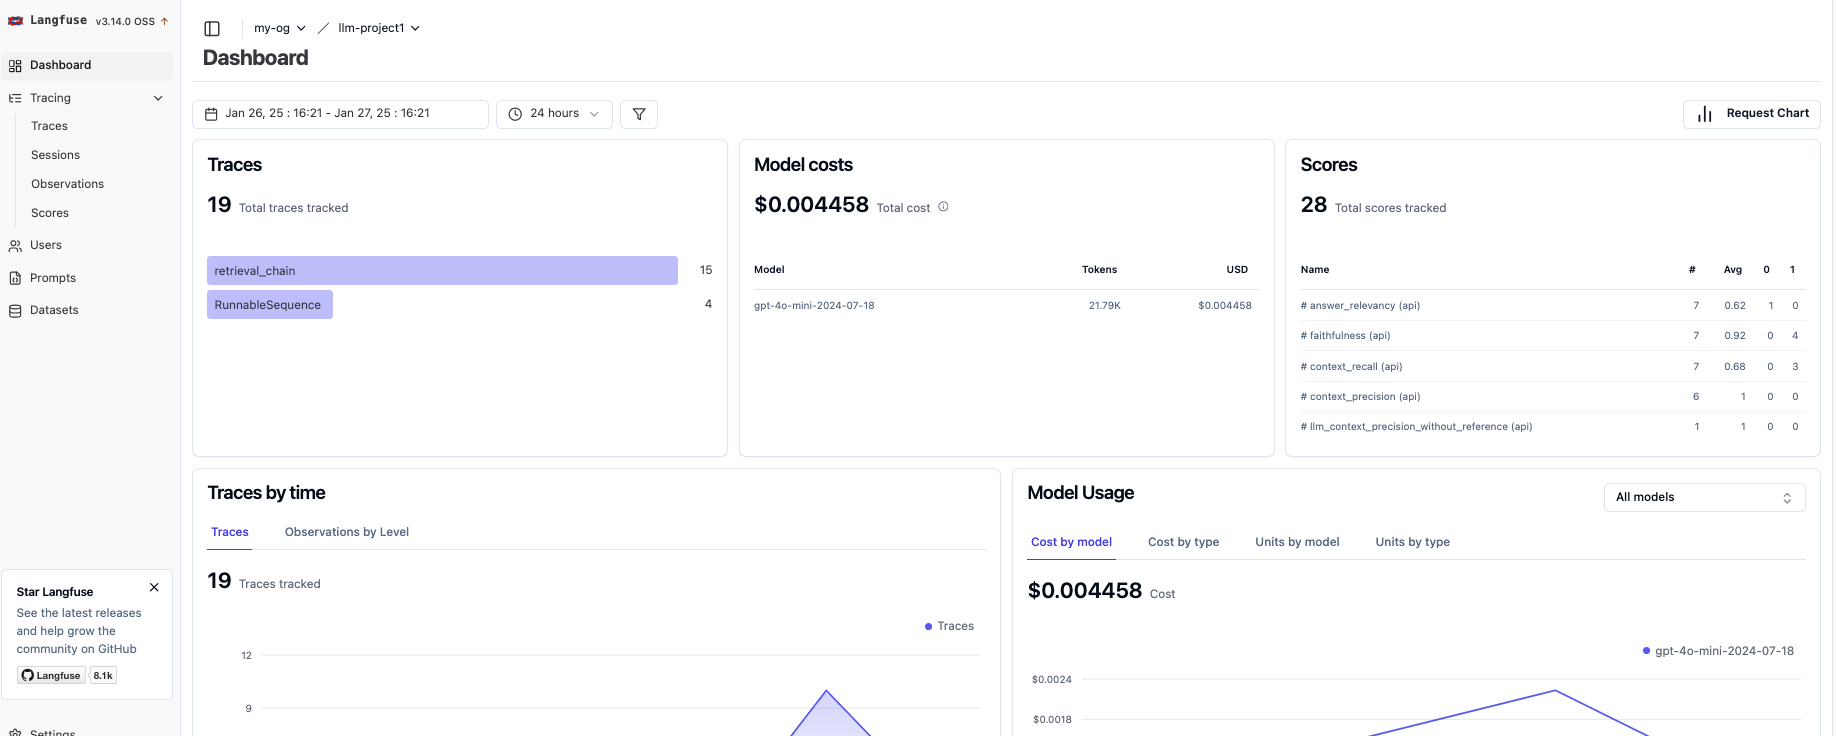 Langfuse v3.14.0 OSS
Dashboard
Tracing
Traces
Sessions
Observations
Scores
Users
Prompts
Datasets
Star Langfuse
See the latest releases
and help grow the
community on GitHub
Langfuse 8.1k
Settings
my-og llm-project1
Dashboard
Jan 26, 25 : 16:21 - Jan 27, 25 : 16:21 24 hours Request Chart
Traces
19 Total traces tracked
retrieval_chain 15
RunnableSequence 4
Model costs
$0.004458 Total cost
Model Tokens USD
gpt-4o-mini-2024-07-18 21.79K $0.004458
Scores
28 Total scores tracked
Name # Avg 0 1
# answer_relevancy (api) 7 0.62 1 0
# faithfulness (api) 7 0.92 0 4
# context_recall (api) 7 0.68 0 3
# context_precision (api) 6 1 0 0
# llm_context_precision_without_reference (api) 1 1 0 0
Traces by time
Traces Observations by Level
19 Traces tracked
Traces
12
9
Model Usage All models
Cost by model Cost by type Units by model Units by type
$0.004458 Cost
gpt-4o-mini-2024-07-18
$0.0024
$0.0018